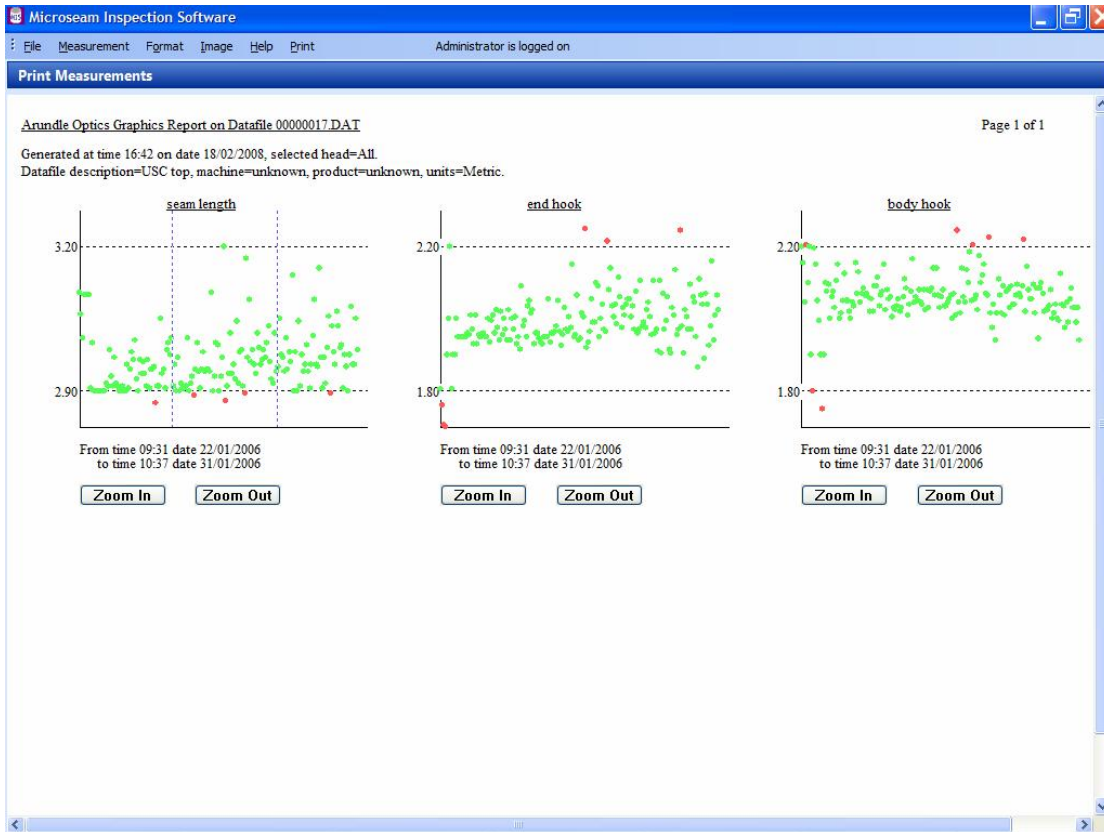 Microseam Inspection Software
File Measurement Format Image Help Print Administrator is logged on
Print Measurements
Arundle Optics Graphics Report on Datafile 00000017.DAT Page 1 of 1
Generated at time 16:42 on date 18/02/2008, selected head=All.
Datafile description=USC top, machine=unknown, product=unknown, units=Metric.
seam length
3.20
2.90
From time 09:31 date 22/01/2006
to time 10:37 date 31/01/2006
Zoom In Zoom Out
end hook
2.20
1.80
From time 09:31 date 22/01/2006
to time 10:37 date 31/01/2006
Zoom In Zoom Out
body hook
2.20
1.80
From time 09:31 date 22/01/2006
to time 10:37 date 31/01/2006
Zoom In Zoom Out